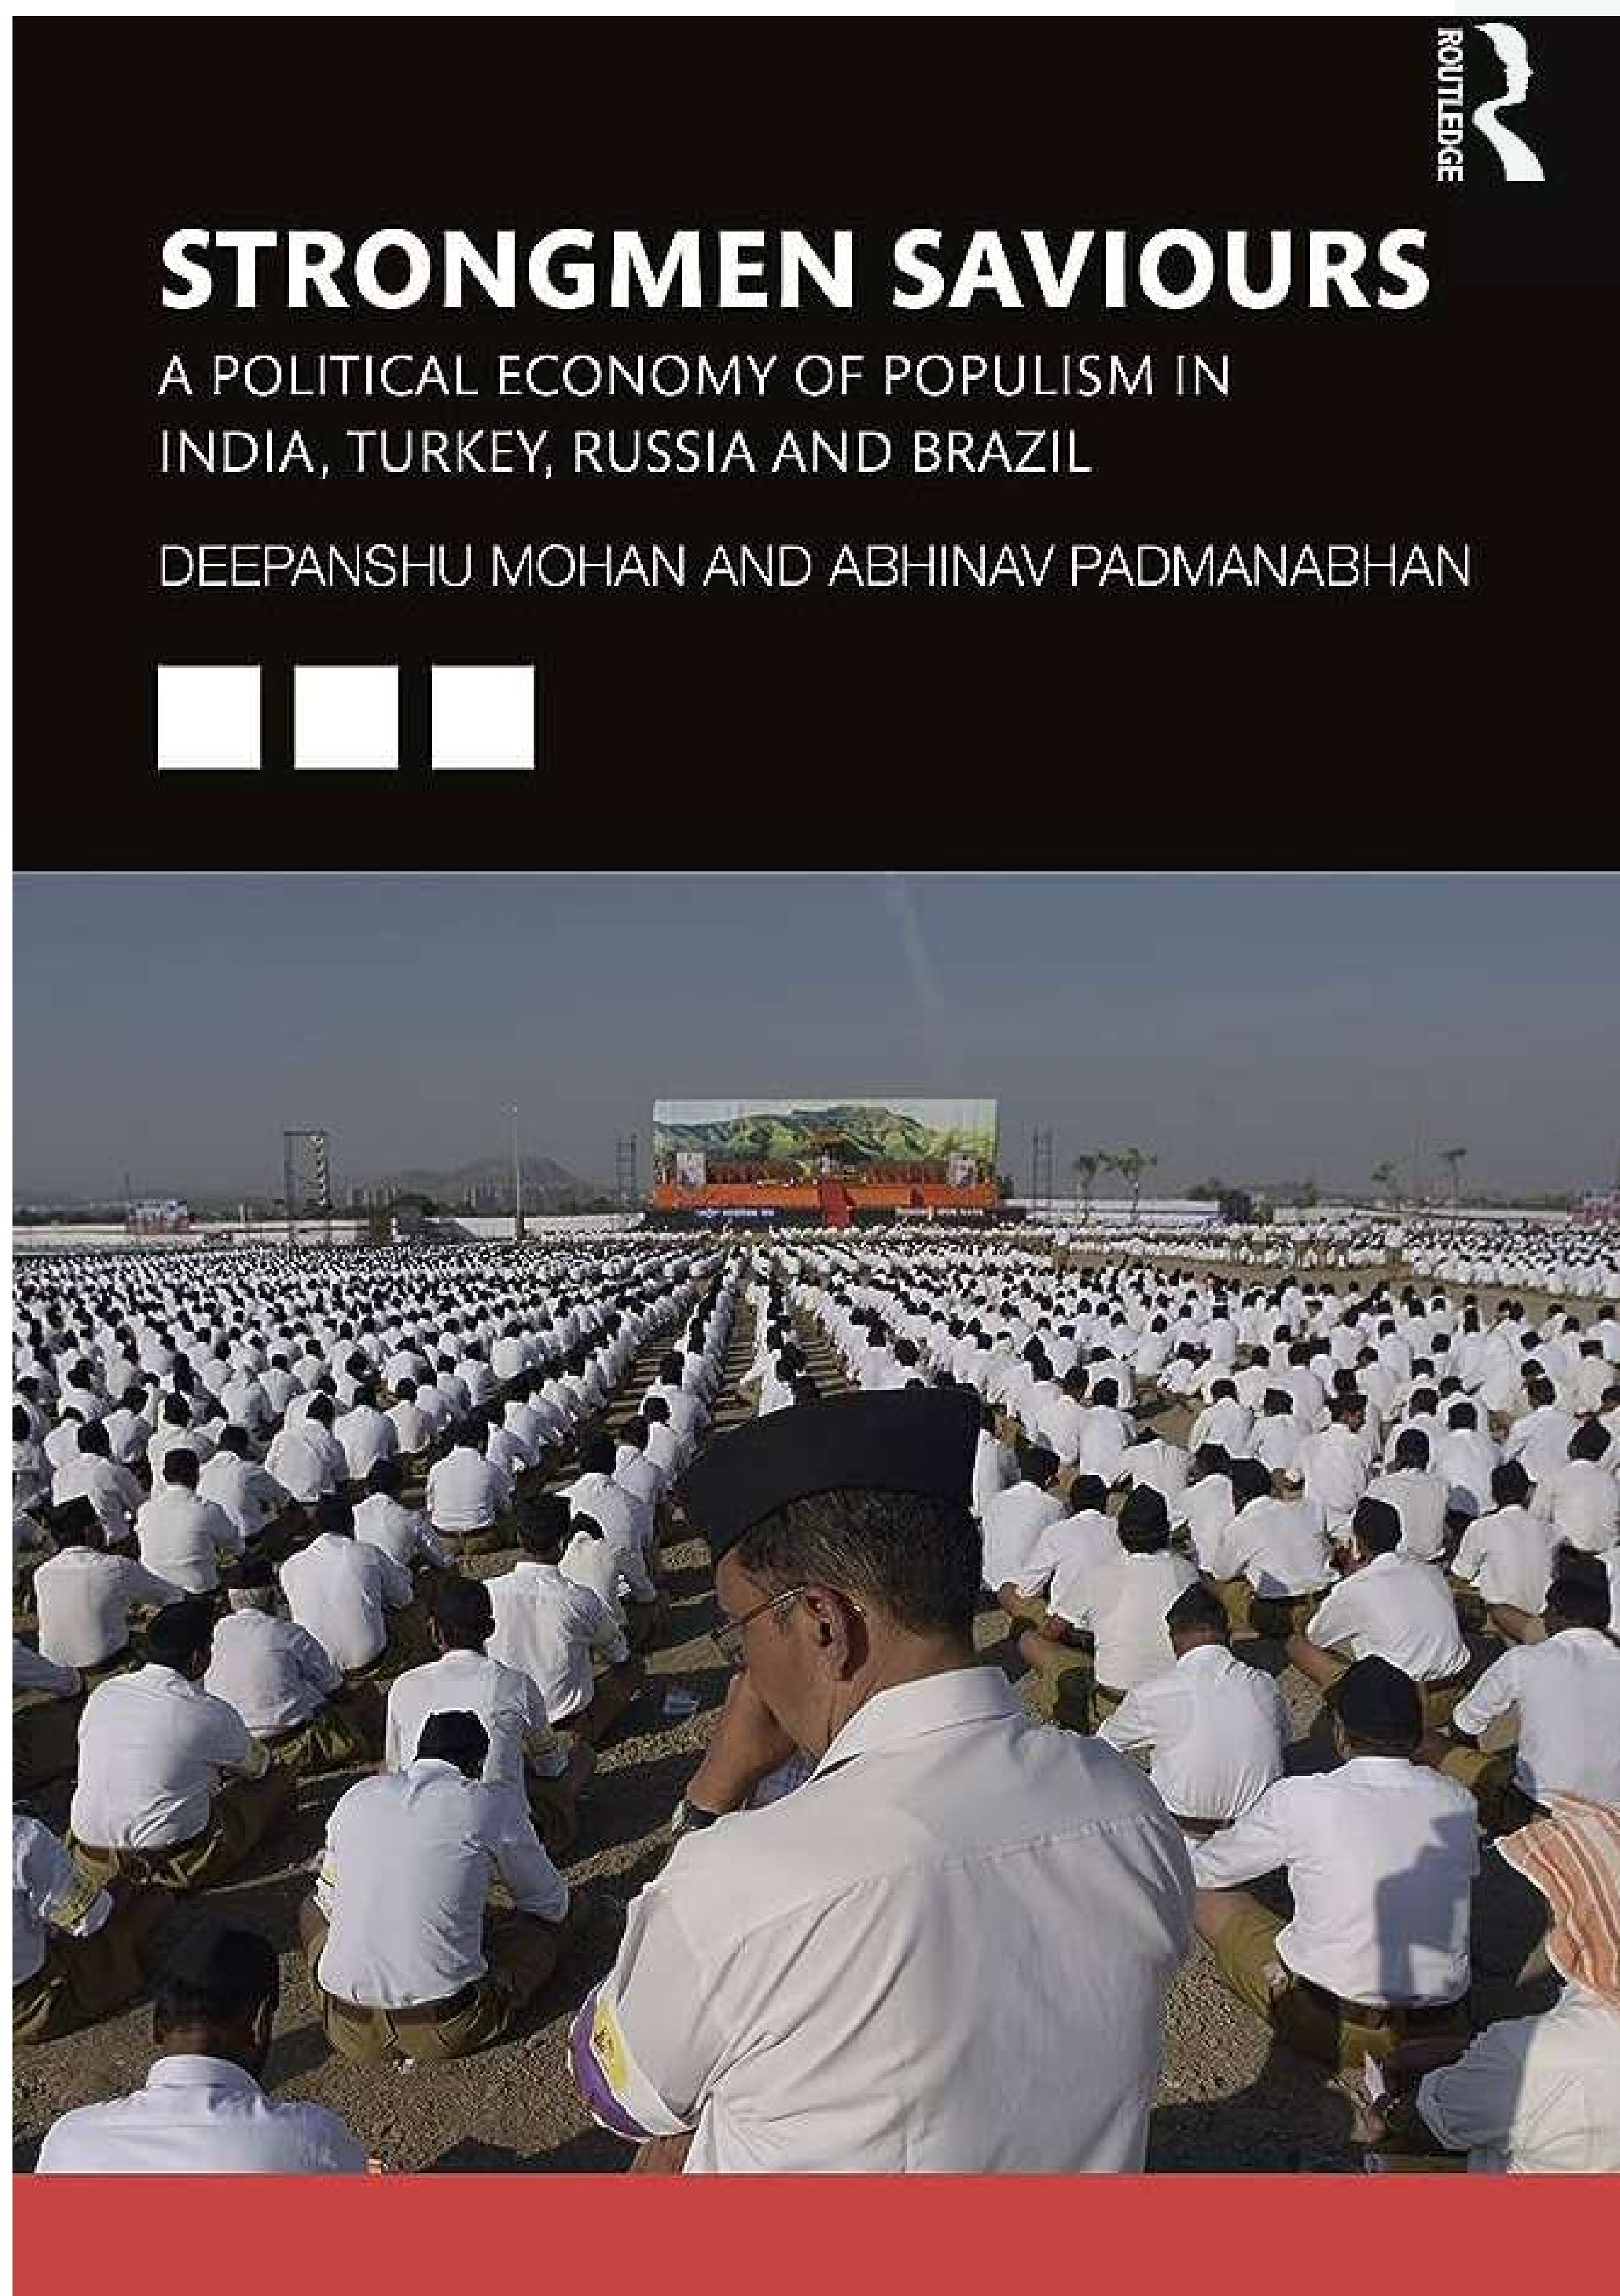 ROUTLEDGE
STRONGMEN SAVIOURS
A POLITICAL ECONOMY OF POPULISM IN
INDIA, TURKEY, RUSSIA AND BRAZIL
DEEPANSHU MOHAN AND ABHINAV PADMANABHAN